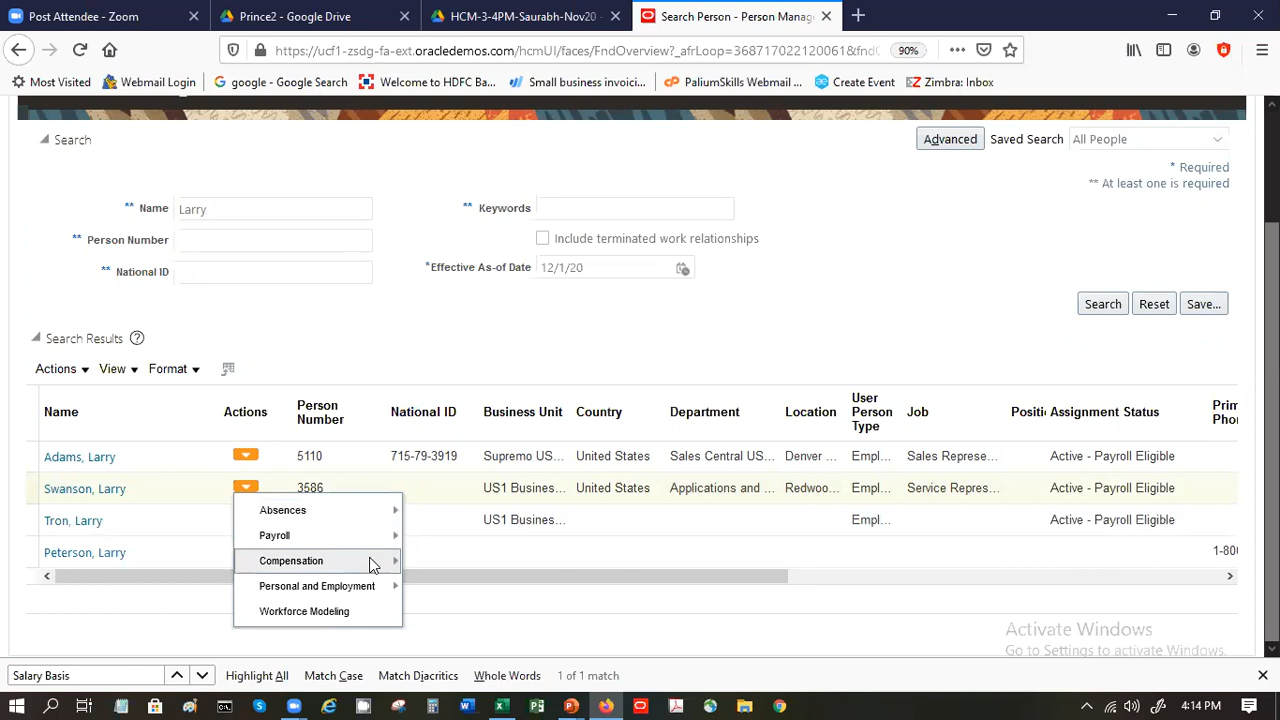 Post Attende - Zoom
Prince2 - Google Drive
HCM-3-4PM-Saurabh-Nov20 -
Search Person - Person Manag
https://ucf1-zsdg-fa-ext.oracledemos.com/hcmUI/faces/FndOverview?_afrLoop=368717022120061&fnd
90%
Most Visited
Webmail Login
google - Google Search
Welcome to HDFC Ba...
Small business invoici...
PaliumSkills Webmail ...
Create Event
Zimbra: Inbox
Search
Advanced
Saved Search
All People
* Required
** At least one is required
** Name
Larry
** Keywords
** Person Number
Include terminated work relationships
** National ID
*Effective As-of Date
12/1/20
Search
Reset
Save...
Search Results
Actions
View
Format
Name
Actions
Person Number
National ID
Business Unit
Country
Department
Location
User Person Type
Job
Positi
Assignment Status
Prim Phon
Adams, Larry
5110
715-79-3919
Supremo US...
United States
Sales Central US...
Denver ...
Empl...
Sales Represe...
Active - Payroll Eligible
Swanson, Larry
3586
US1 Busines...
United States
Applications and ...
Redwoo...
Empl...
Service Repres...
Active - Payroll Eligible
Tron, Larry
US1 Busines...
Empl...
Active - Payroll Eligible
Peterson, Larry
1-800
Absences
Payroll
Compensation
Personal and Employment
Workforce Modeling
Activate Windows
Go to Settings to activate Windows.
Salary Basis
Highlight All
Match Case
Match Diacritics
Whole Words
1 of 1 match
4:14 PM